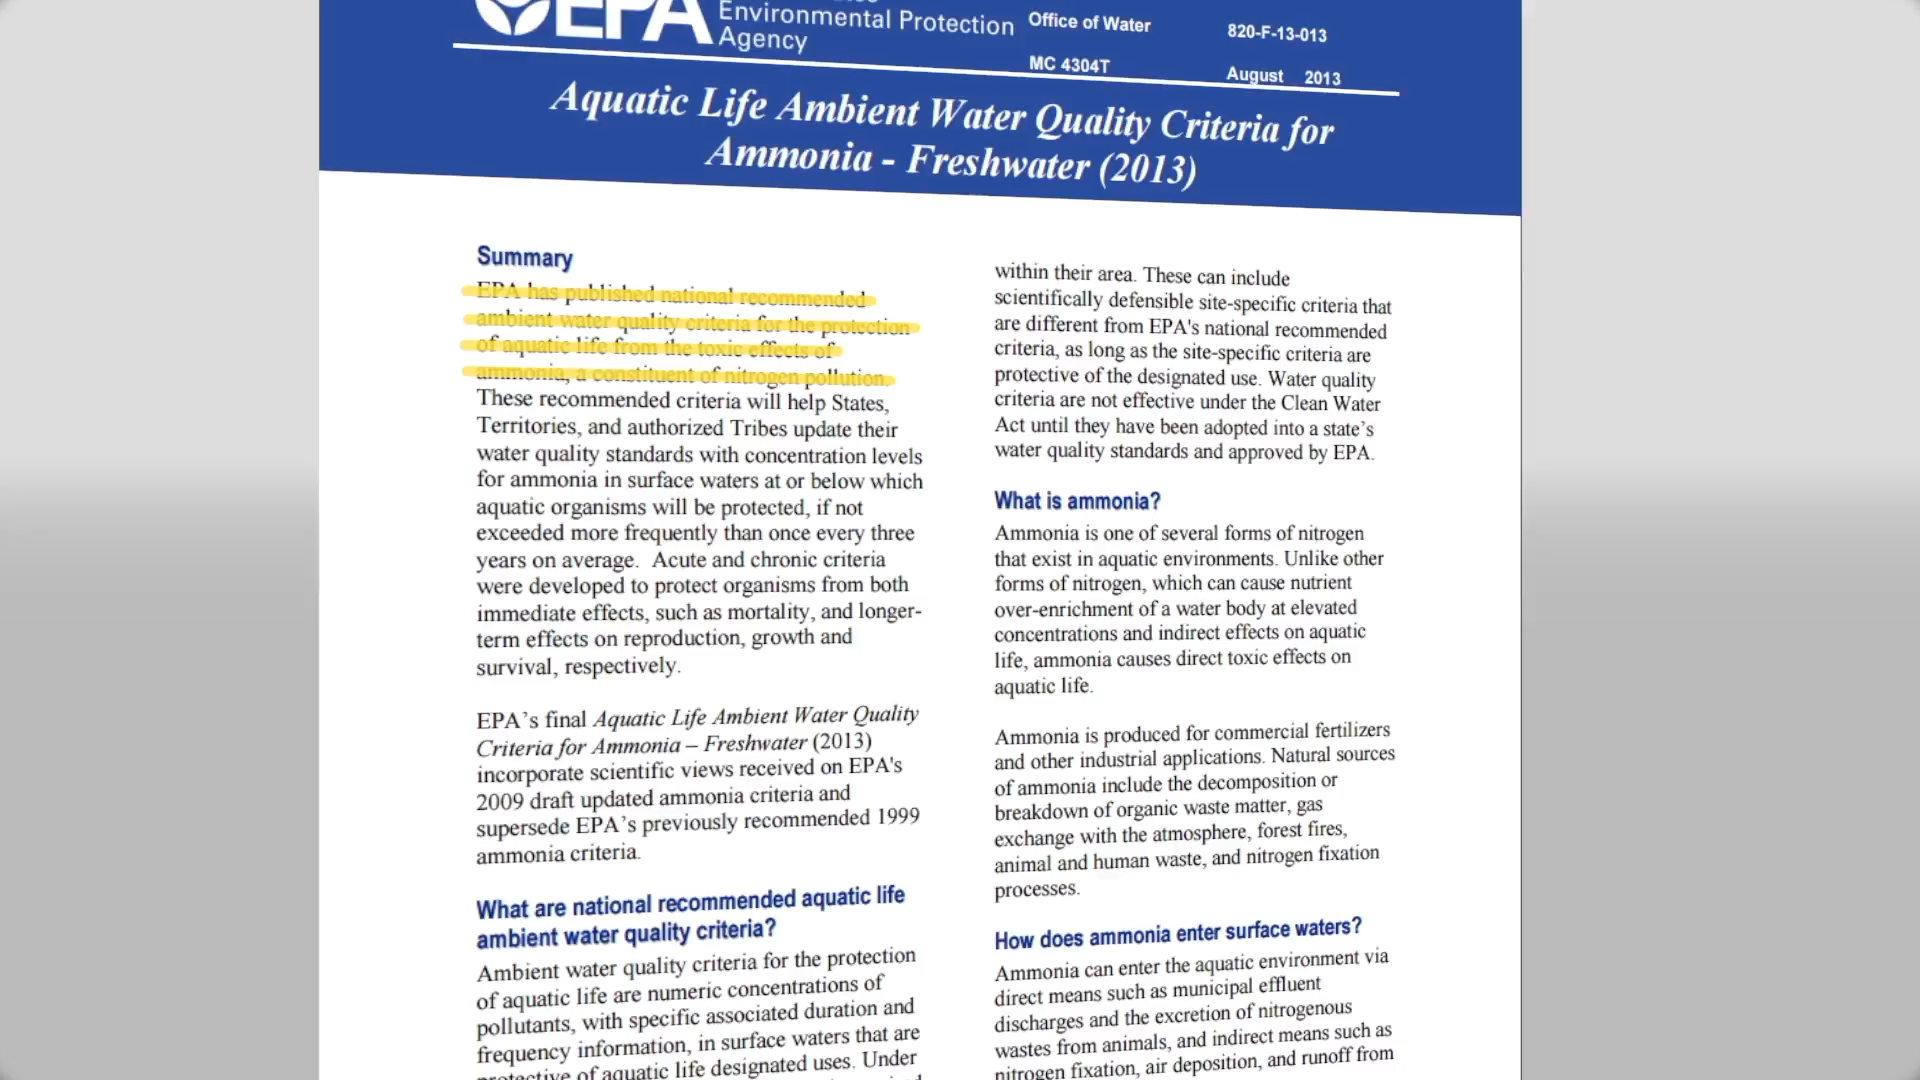 EPA
Environmental Protection
Agency
Office of Water
MC 4304T
820-F-13-013
August 2013
Aquatic Life Ambient Water Quality Criteria for
Ammonia - Freshwater (2013)
Summary
EPA has published national recommended
ambient water quality criteria for the protection
of aquatic life from the toxic effects of
ammonia, a constituent of nitrogen pollution.
These recommended criteria will help States,
Territories, and authorized Tribes update their
water quality standards with concentration levels
for ammonia in surface waters at or below which
aquatic organisms will be protected, if not
exceeded more frequently than once every three
years on average.  Acute and chronic criteria
were developed to protect organisms from both
immediate effects, such as mortality, and longer-
term effects on reproduction, growth and
survival, respectively.
EPA’s final Aquatic Life Ambient Water Quality
Criteria for Ammonia – Freshwater (2013)
incorporate scientific views received on EPA's
2009 draft updated ammonia criteria and
supersede EPA’s previously recommended 1999
ammonia criteria.
What are national recommended aquatic life
ambient water quality criteria?
Ambient water quality criteria for the protection
of aquatic life are numeric concentrations of
pollutants, with specific associated duration and
frequency information, in surface waters that are
protective of aquatic life designated uses. Under
within their area. These can include
scientifically defensible site-specific criteria that
are different from EPA's national recommended
criteria, as long as the site-specific criteria are
protective of the designated use. Water quality
criteria are not effective under the Clean Water
Act until they have been adopted into a state’s
water quality standards and approved by EPA.
What is ammonia?
Ammonia is one of several forms of nitrogen
that exist in aquatic environments. Unlike other
forms of nitrogen, which can cause nutrient
over-enrichment of a water body at elevated
concentrations and indirect effects on aquatic
life, ammonia causes direct toxic effects on
aquatic life.
Ammonia is produced for commercial fertilizers
and other industrial applications. Natural sources
of ammonia include the decomposition or
breakdown of organic waste matter, gas
exchange with the atmosphere, forest fires,
animal and human waste, and nitrogen fixation
processes.
How does ammonia enter surface waters?
Ammonia can enter the aquatic environment via
direct means such as municipal effluent
discharges and the excretion of nitrogenous
wastes from animals, and indirect means such as
nitrogen fixation, air deposition, and runoff from